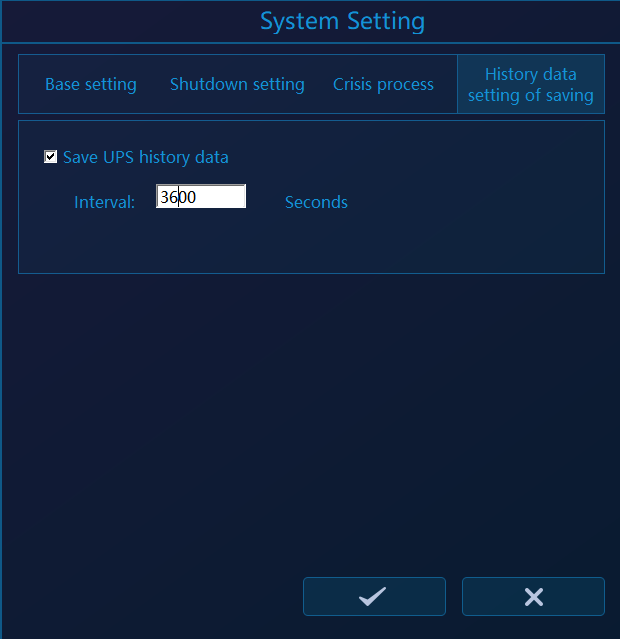 System Setting
Base setting
Shutdown setting
Crisis process
History data
setting of saving
Save UPS history data
Interval: 3600 Seconds